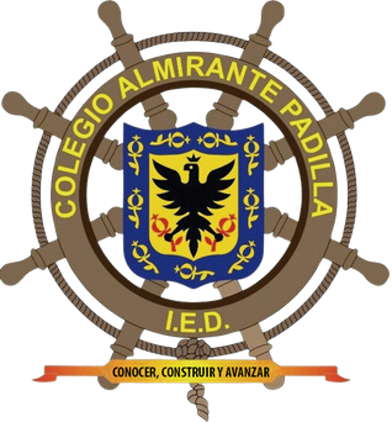 COLEGIO ALMIRANTE PADILLA
I.E.D.
CONOCER, CONSTRUIR Y AVANZAR